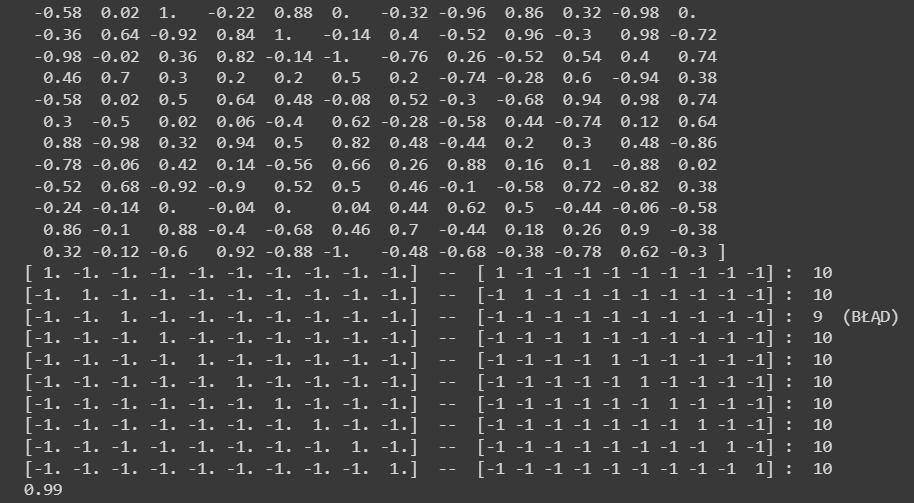 -0.58 0.02 1. -0.22 0.88 0. -0.32 -0.96 0.86 0.32 -0.98 0.
-0.36 0.64 -0.92 0.84 1. -0.14 0.4 -0.52 0.96 -0.3 0.98 -0.72
-0.98 -0.02 0.36 0.82 -0.14 -1. -0.76 0.26 -0.52 0.54 0.4 0.74
0.46 0.7 0.3 0.2 0.2 0.5 0.2 -0.74 -0.28 0.6 -0.94 0.38
-0.58 0.02 0.5 0.64 0.48 -0.08 0.52 -0.3 -0.68 0.94 0.98 0.74
0.3 -0.5 0.02 0.06 -0.4 0.62 -0.28 -0.58 0.44 -0.74 0.12 0.64
0.88 -0.98 0.32 0.94 0.5 0.82 0.48 -0.44 0.2 0.3 0.48 -0.86
-0.78 -0.06 0.42 0.14 -0.56 0.66 0.26 0.88 0.16 0.1 -0.88 0.02
-0.52 0.68 -0.92 -0.9 0.52 0.5 0.46 -0.1 -0.58 0.72 -0.82 0.38
-0.24 -0.14 0. -0.04 0. 0.04 0.44 0.62 0.5 -0.44 -0.06 -0.58
0.86 -0.1 0.88 -0.4 -0.68 0.46 0.7 -0.44 0.18 0.26 0.9 -0.38
0.32 -0.12 -0.6 0.92 -0.88 -1. -0.48 -0.68 -0.38 -0.78 0.62 -0.3 ]
[ 1. -1. -1. -1. -1. -1. -1. -1. -1. -1.] -- [ 1 -1 -1 -1 -1 -1 -1 -1 -1 -1] : 10
[-1. 1. -1. -1. -1. -1. -1. -1. -1. -1.] -- [-1 1 -1 -1 -1 -1 -1 -1 -1 -1] : 10
[-1. -1. 1. -1. -1. -1. -1. -1. -1. -1.] -- [-1 -1 -1 -1 -1 -1 -1 -1 -1 -1] : 9 (BŁĄD)
[-1. -1. -1. 1. -1. -1. -1. -1. -1. -1.] -- [-1 -1 -1 1 -1 -1 -1 -1 -1 -1] : 10
[-1. -1. -1. -1. 1. -1. -1. -1. -1. -1.] -- [-1 -1 -1 -1 1 -1 -1 -1 -1 -1] : 10
[-1. -1. -1. -1. -1. 1. -1. -1. -1. -1.] -- [-1 -1 -1 -1 -1 1 -1 -1 -1 -1] : 10
[-1. -1. -1. -1. -1. -1. 1. -1. -1. -1.] -- [-1 -1 -1 -1 -1 -1 1 -1 -1 -1] : 10
[-1. -1. -1. -1. -1. -1. -1. 1. -1. -1.] -- [-1 -1 -1 -1 -1 -1 -1 1 -1 -1] : 10
[-1. -1. -1. -1. -1. -1. -1. -1. 1. -1.] -- [-1 -1 -1 -1 -1 -1 -1 -1 1 -1] : 10
[-1. -1. -1. -1. -1. -1. -1. -1. -1. 1.] -- [-1 -1 -1 -1 -1 -1 -1 -1 -1 1] : 10
0.99